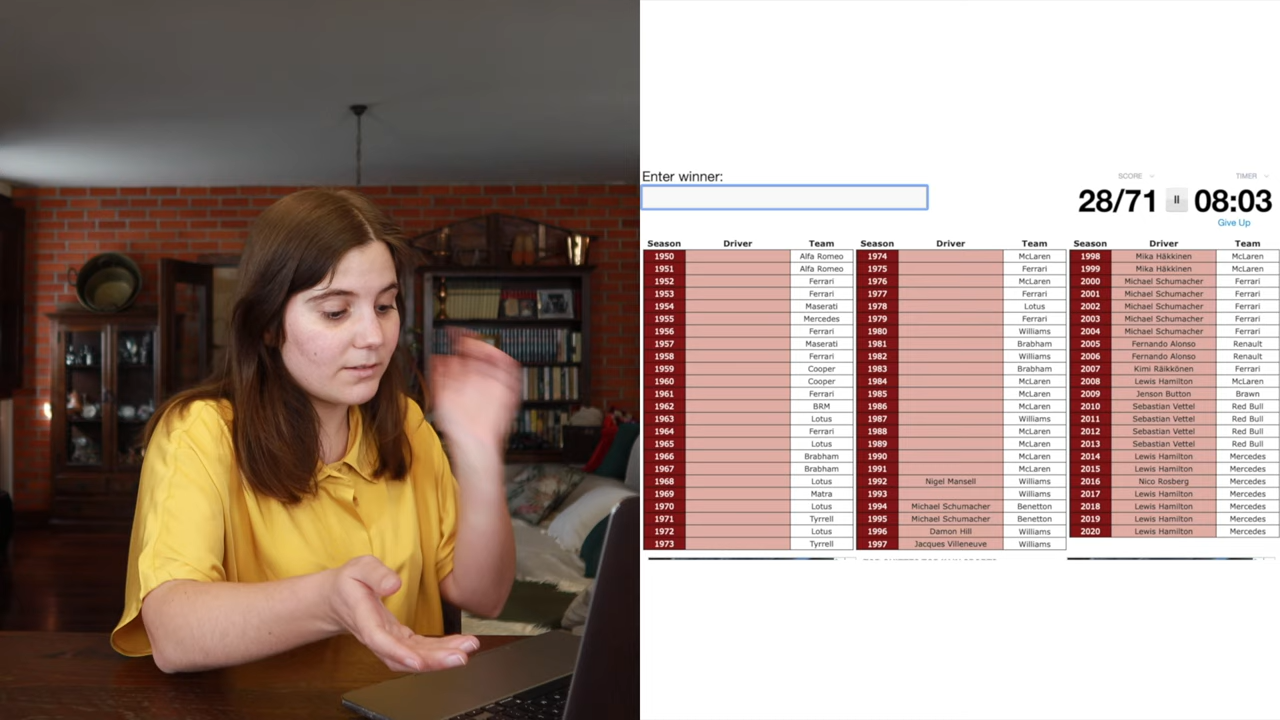 Enter winner:
SCORE TIMER
28/71 08:03
Give Up
Season Driver Team Season Driver Team Season Driver Team
1950 Alfa Romeo 1974 McLaren 1998 Mika Häkkinen McLaren
1951 Alfa Romeo 1975 Ferrari 1999 Mika Häkkinen McLaren
1952 Ferrari 1976 McLaren 2000 Michael Schumacher Ferrari
1953 Ferrari 1977 Ferrari 2001 Michael Schumacher Ferrari
1954 Maserati 1978 Lotus 2002 Michael Schumacher Ferrari
1955 Mercedes 1979 Ferrari 2003 Michael Schumacher Ferrari
1956 Ferrari 1980 Williams 2004 Michael Schumacher Ferrari
1957 Maserati 1981 Brabham 2005 Fernando Alonso Renault
1958 Ferrari 1982 Williams 2006 Fernando Alonso Renault
1959 Cooper 1983 Brabham 2007 Kimi Räikkönen Ferrari
1960 Cooper 1984 McLaren 2008 Lewis Hamilton McLaren
1961 Ferrari 1985 McLaren 2009 Jenson Button Brawn
1962 BRM 1986 McLaren 2010 Sebastian Vettel Red Bull
1963 Lotus 1987 Williams 2011 Sebastian Vettel Red Bull
1964 Ferrari 1988 McLaren 2012 Sebastian Vettel Red Bull
1965 Lotus 1989 McLaren 2013 Sebastian Vettel Red Bull
1966 Brabham 1990 McLaren 2014 Lewis Hamilton Mercedes
1967 Brabham 1991 McLaren 2015 Lewis Hamilton Mercedes
1968 Lotus 1992 Nigel Mansell Williams 2016 Nico Rosberg Mercedes
1969 Matra 1993 Williams 2017 Lewis Hamilton Mercedes
1970 Lotus 1994 Michael Schumacher Benetton 2018 Lewis Hamilton Mercedes
1971 Tyrrell 1995 Michael Schumacher Benetton 2019 Lewis Hamilton Mercedes
1972 Lotus 1996 Damon Hill Williams 2020 Lewis Hamilton Mercedes
1973 Tyrrell 1997 Jacques Villeneuve Williams